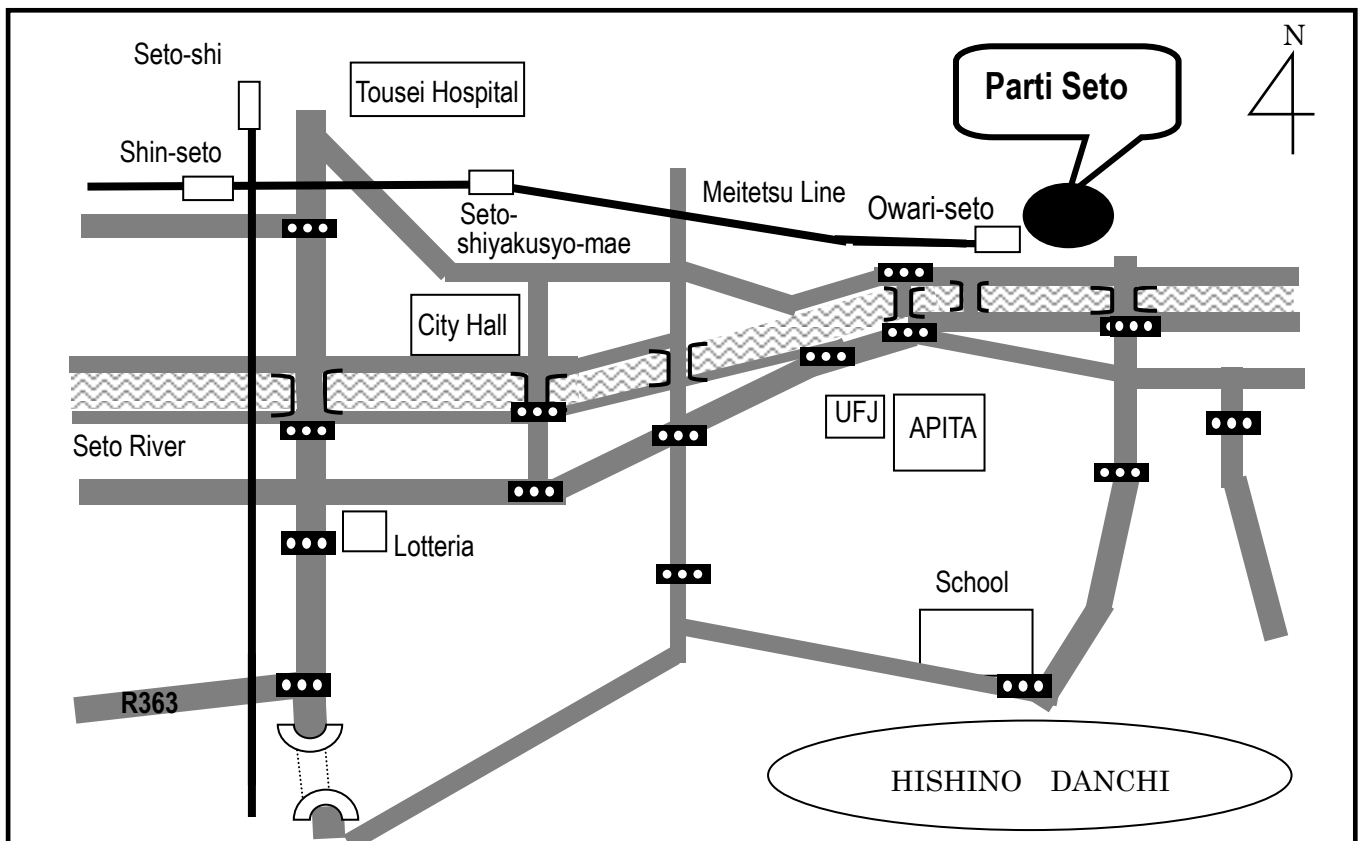 Seto-shi
N
Tousei Hospital
Parti Seto
Shin-seto
Meitetsu Line
Owari-seto
Seto-
shiyakusyo-mae
City Hall
UFJ
APITA
Seto River
Lotteria
School
R363
HISHINO DANCHI